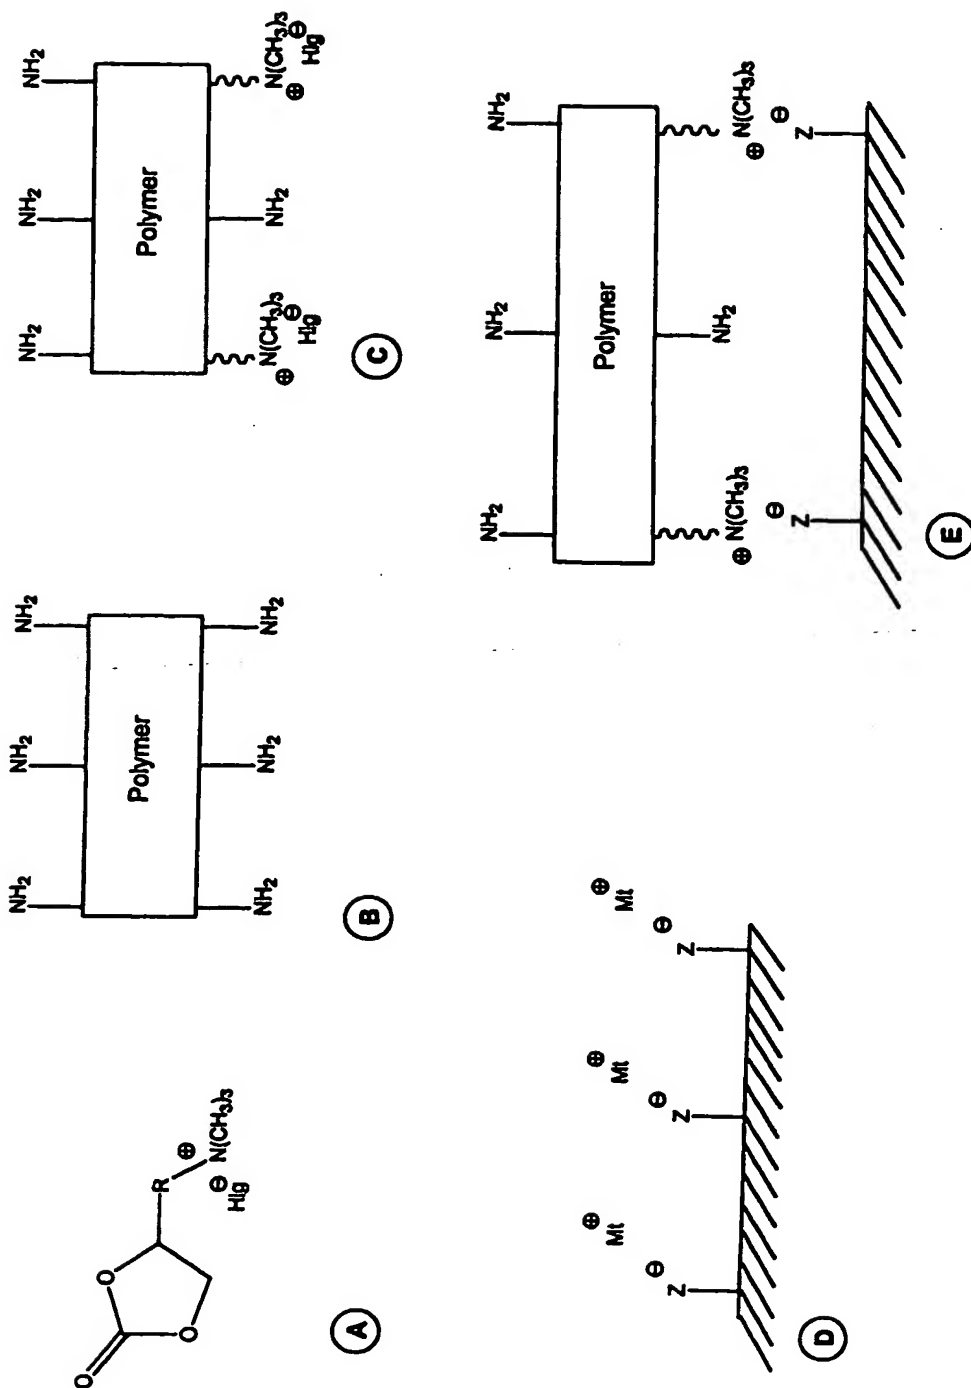 O
O
O
R
⊕
N(CH₃)₃
⊖
Hlg
A
NH₂ NH₂ NH₂
Polymer
NH₂ NH₂ NH₂
B
NH₂ NH₂ NH₂
Polymer
NH₂
N(CH₃)₃ N(CH₃)₃
⊕ ⊖ ⊕ ⊖
Hlg Hlg
C
⊕ ⊕ ⊕
Mt Mt Mt
⊖ ⊖ ⊖
Z Z Z
D
NH₂ NH₂ NH₂
Polymer
NH₂
N(CH₃)₃ N(CH₃)₃
⊕ ⊕
⊖ ⊖
Z Z
E